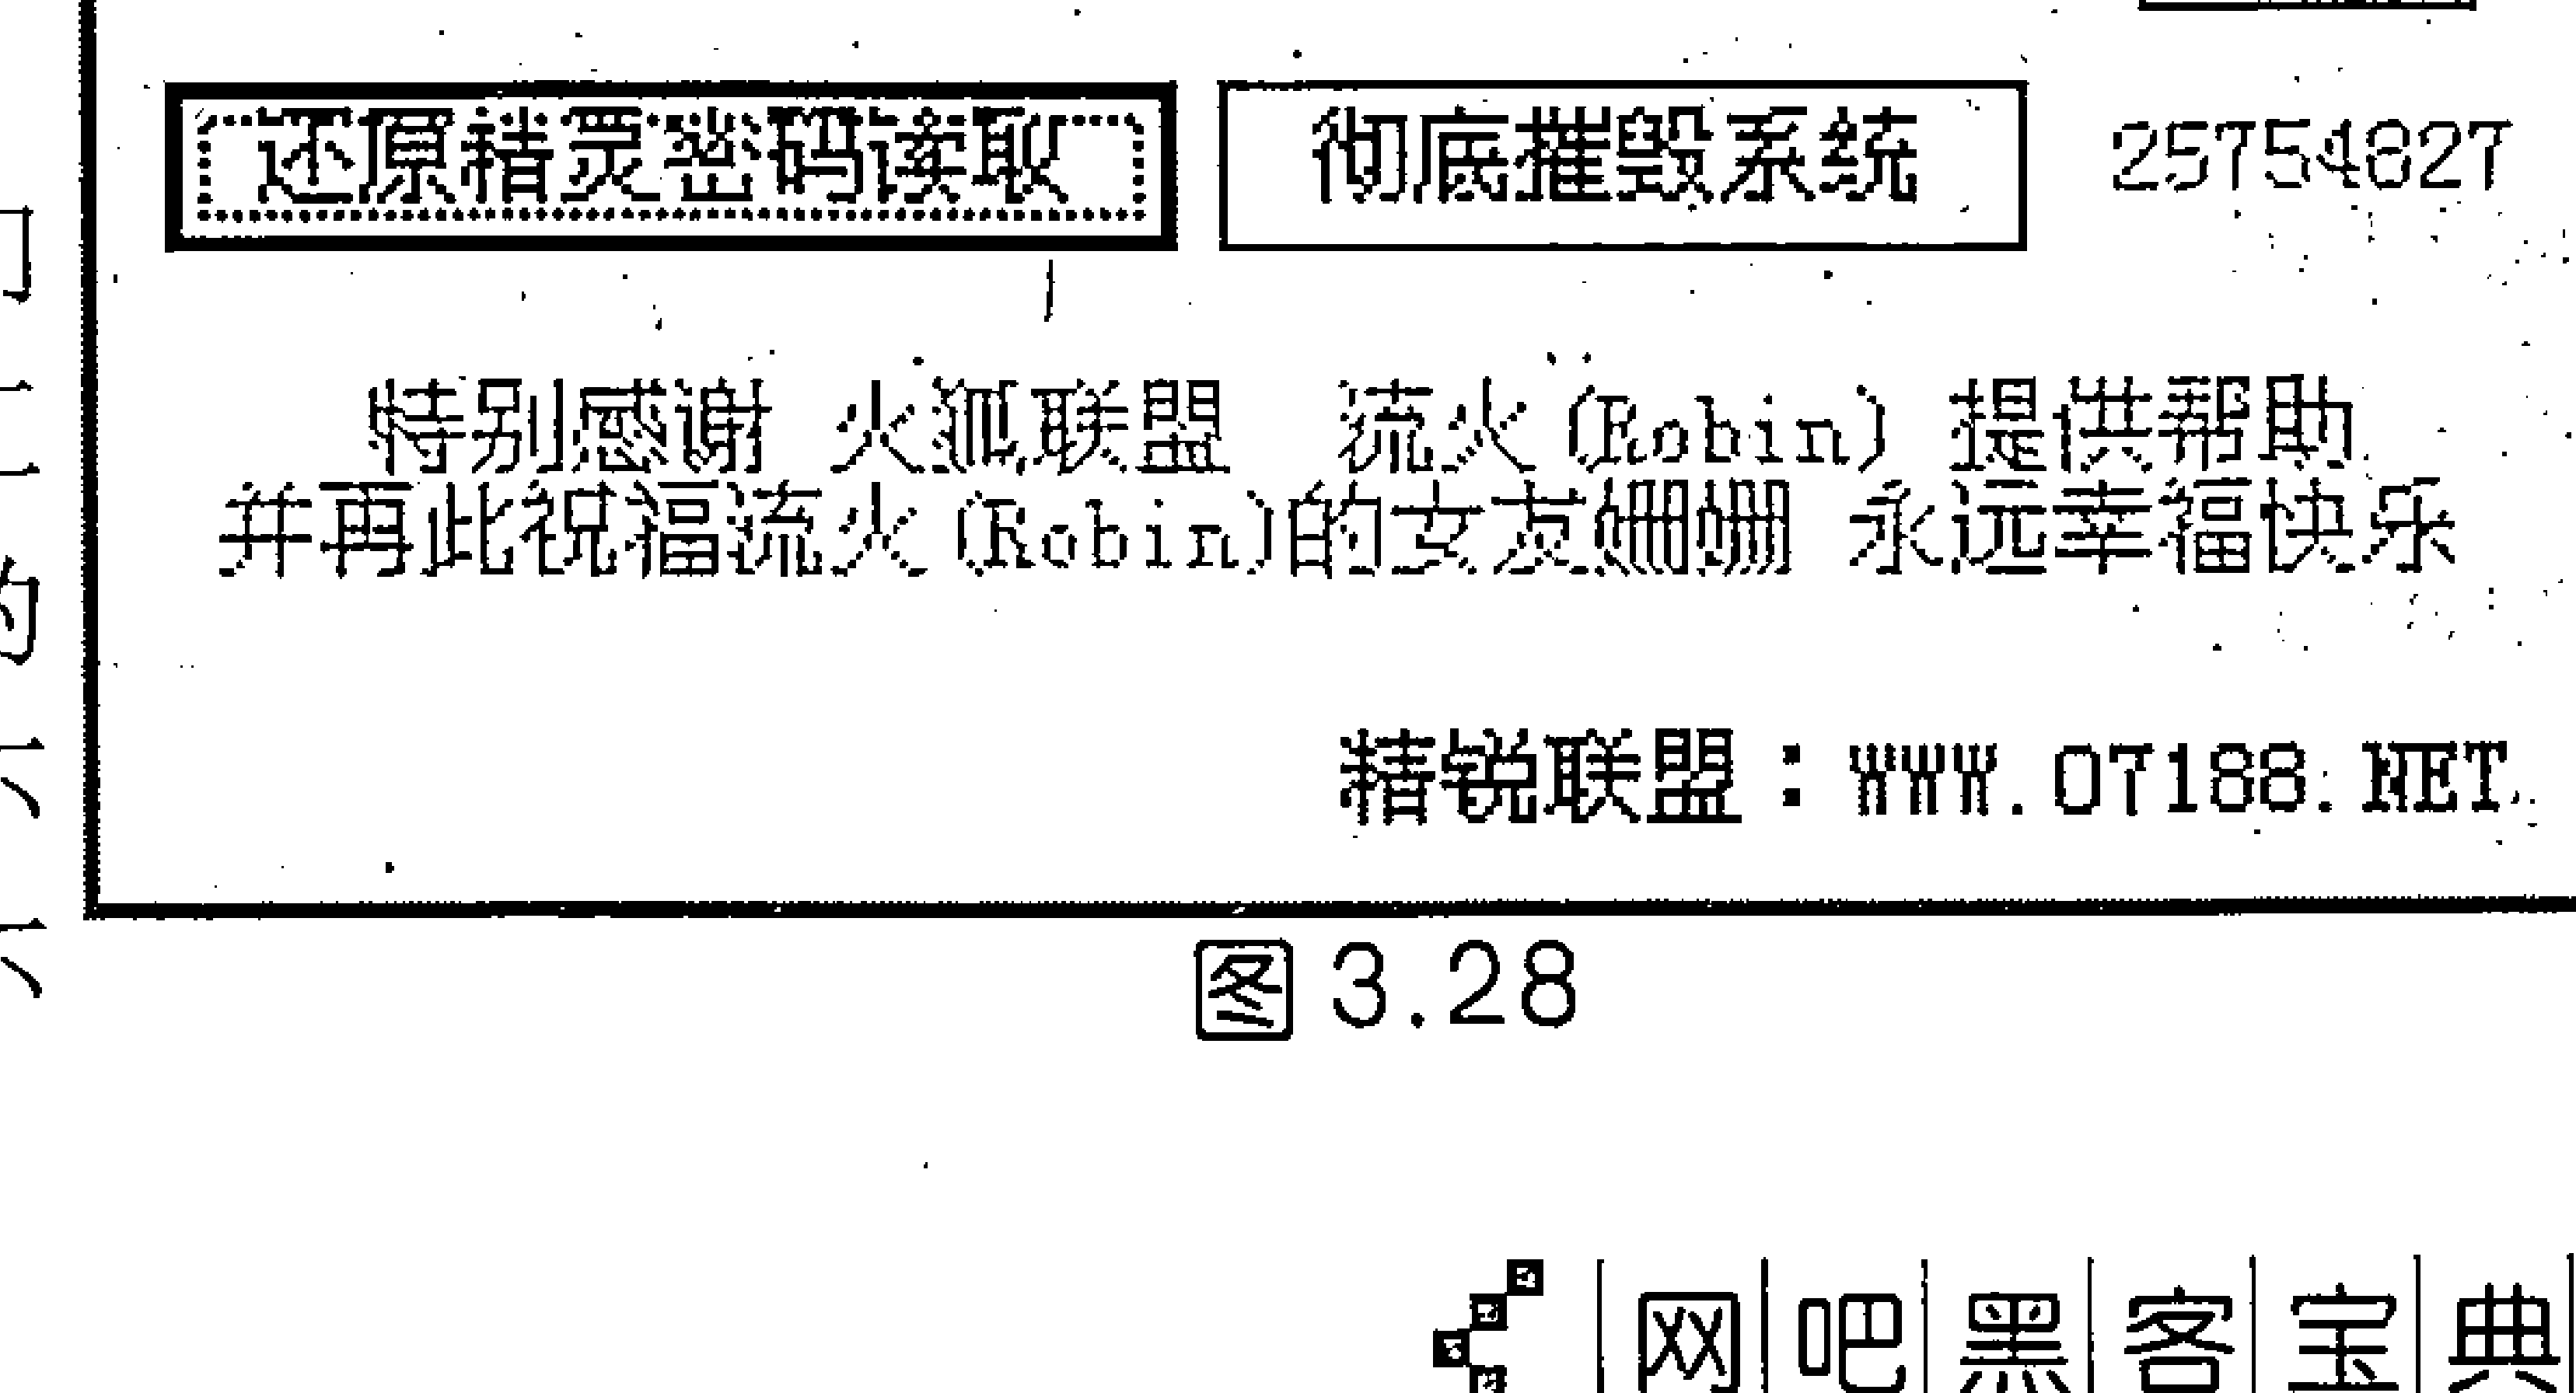 还原精灵密码读取 彻底摧毁系统 25754827
特别感谢 火狐联盟 流火(Robin) 提供帮助
并再此祝福流火(Robin)的女友姗姗 永远幸福快乐
精锐联盟：WWW.07188.NET
图 3.28
网吧黑客宝典